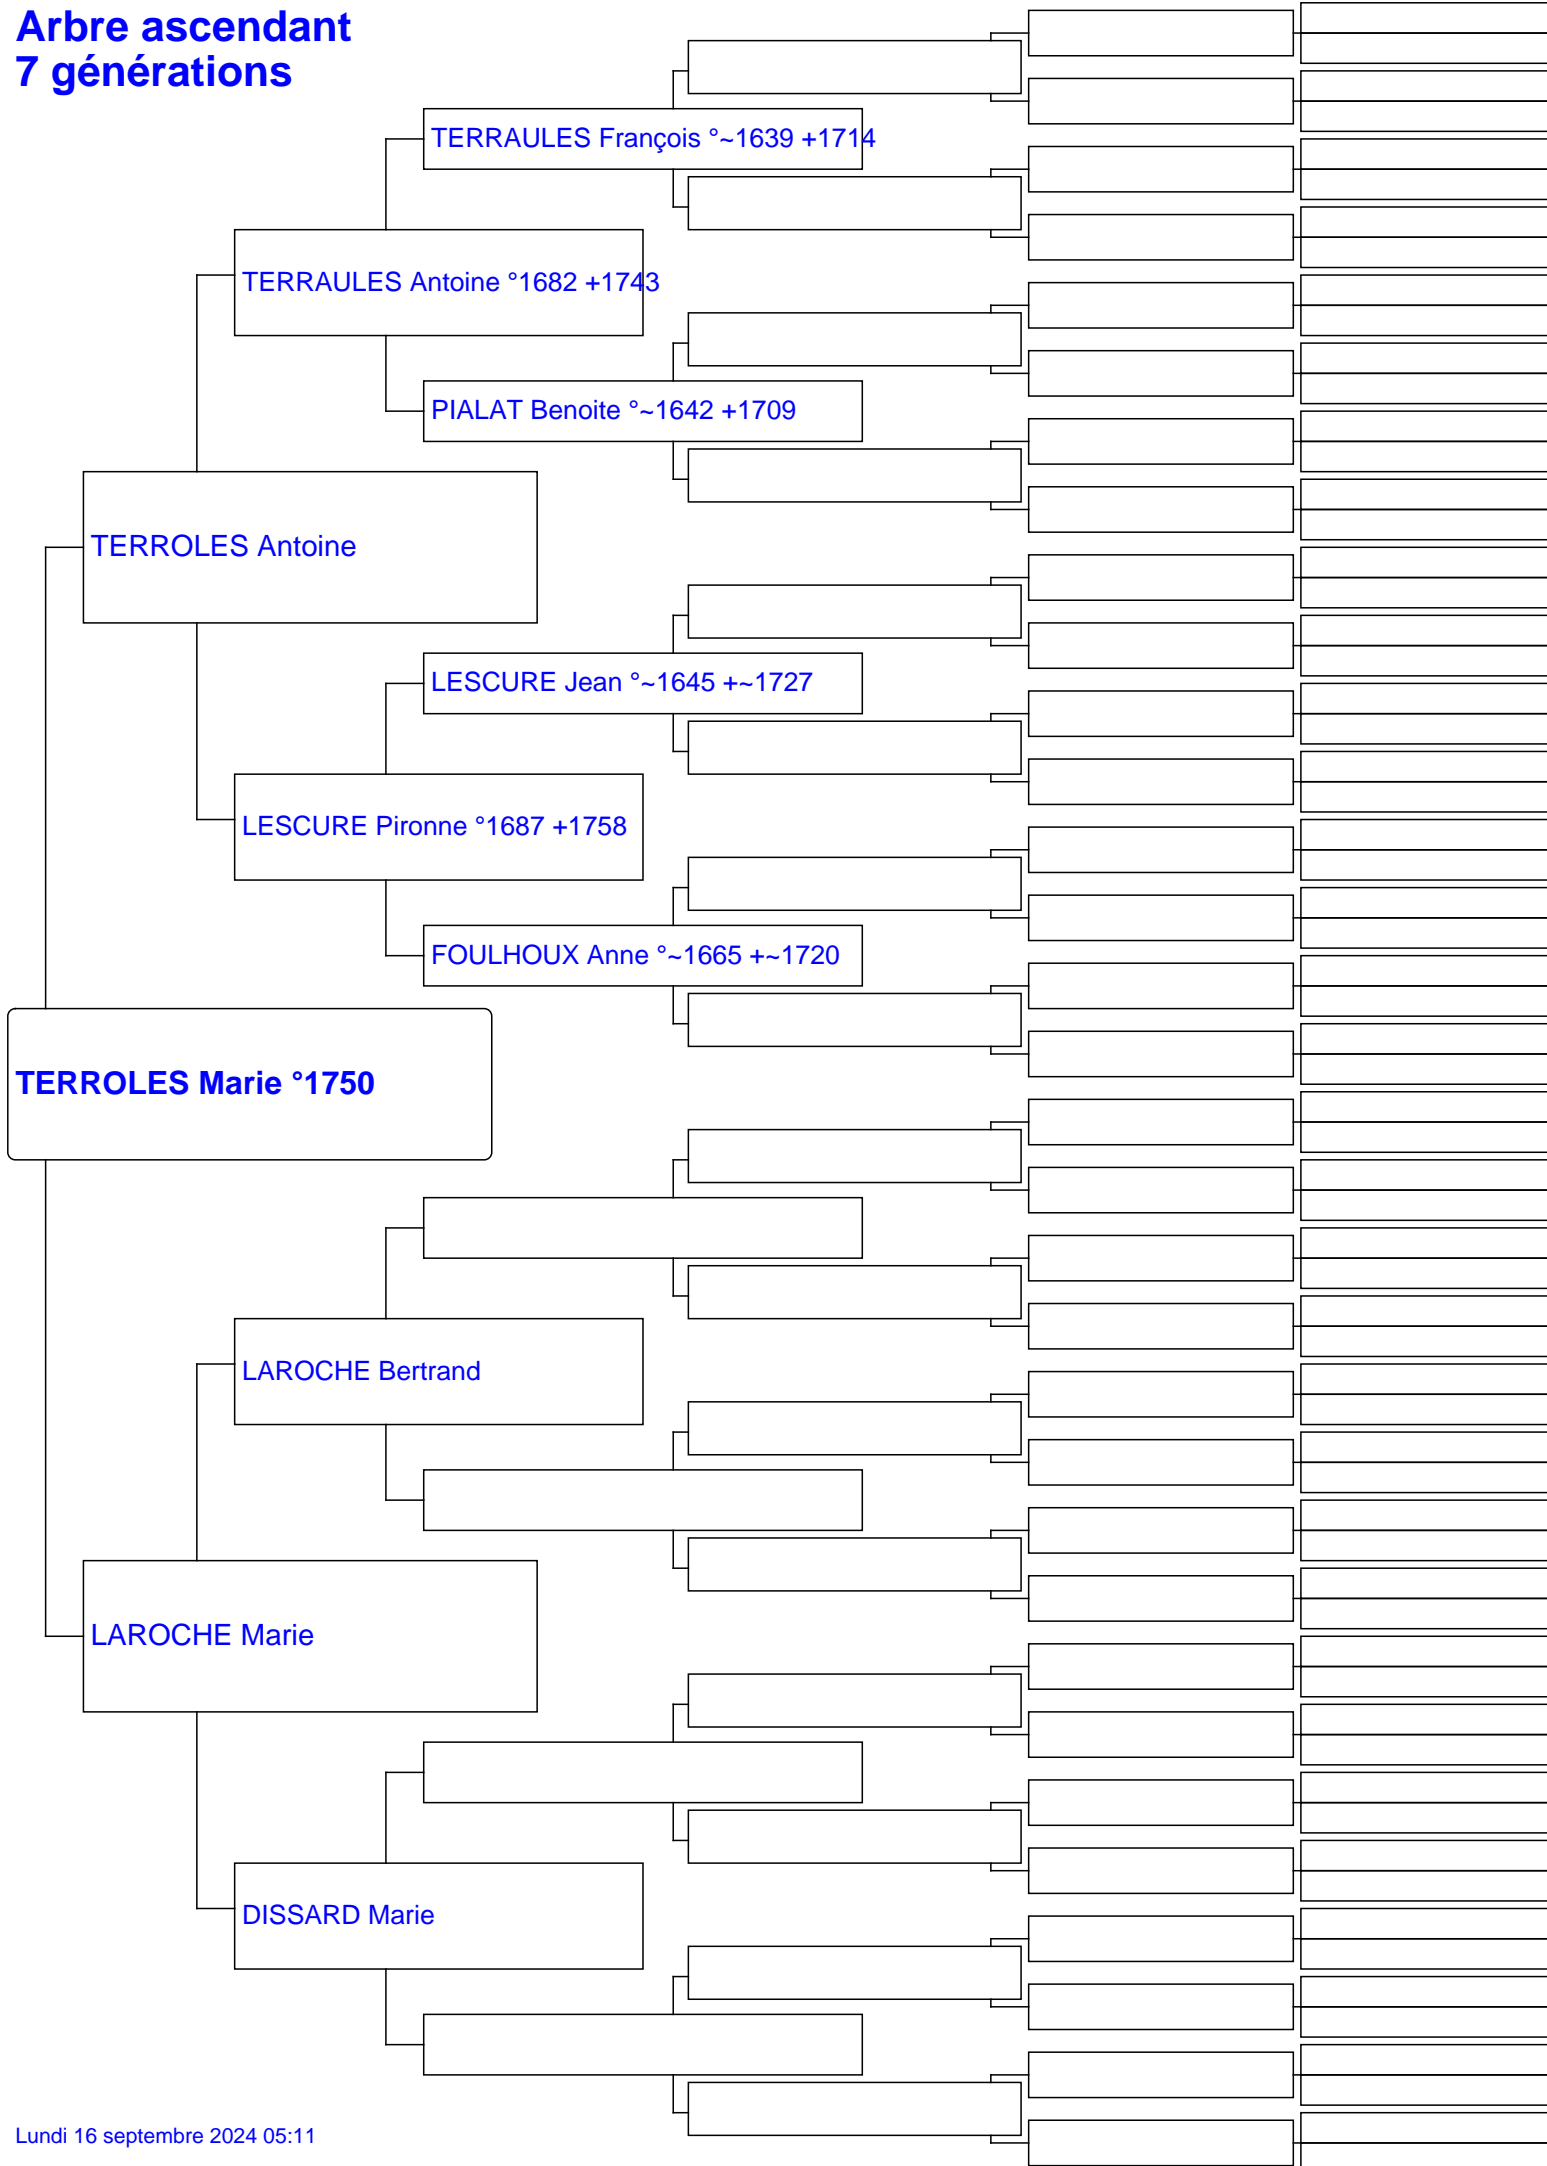 Arbre ascendant
7 générations
TERRAULES François °~1639 +1714
TERRAULES Antoine °1682 +1743
PIALAT Benoite °~1642 +1709
TERROLES Antoine
LESCURE Jean °~1645 +~1727
LESCURE Pironne °1687 +1758
FOULHOUX Anne °~1665 +~1720
TERROLES Marie °1750
LAROCHE Bertrand
LAROCHE Marie
DISSARD Marie
Lundi 16 septembre 2024 05:11